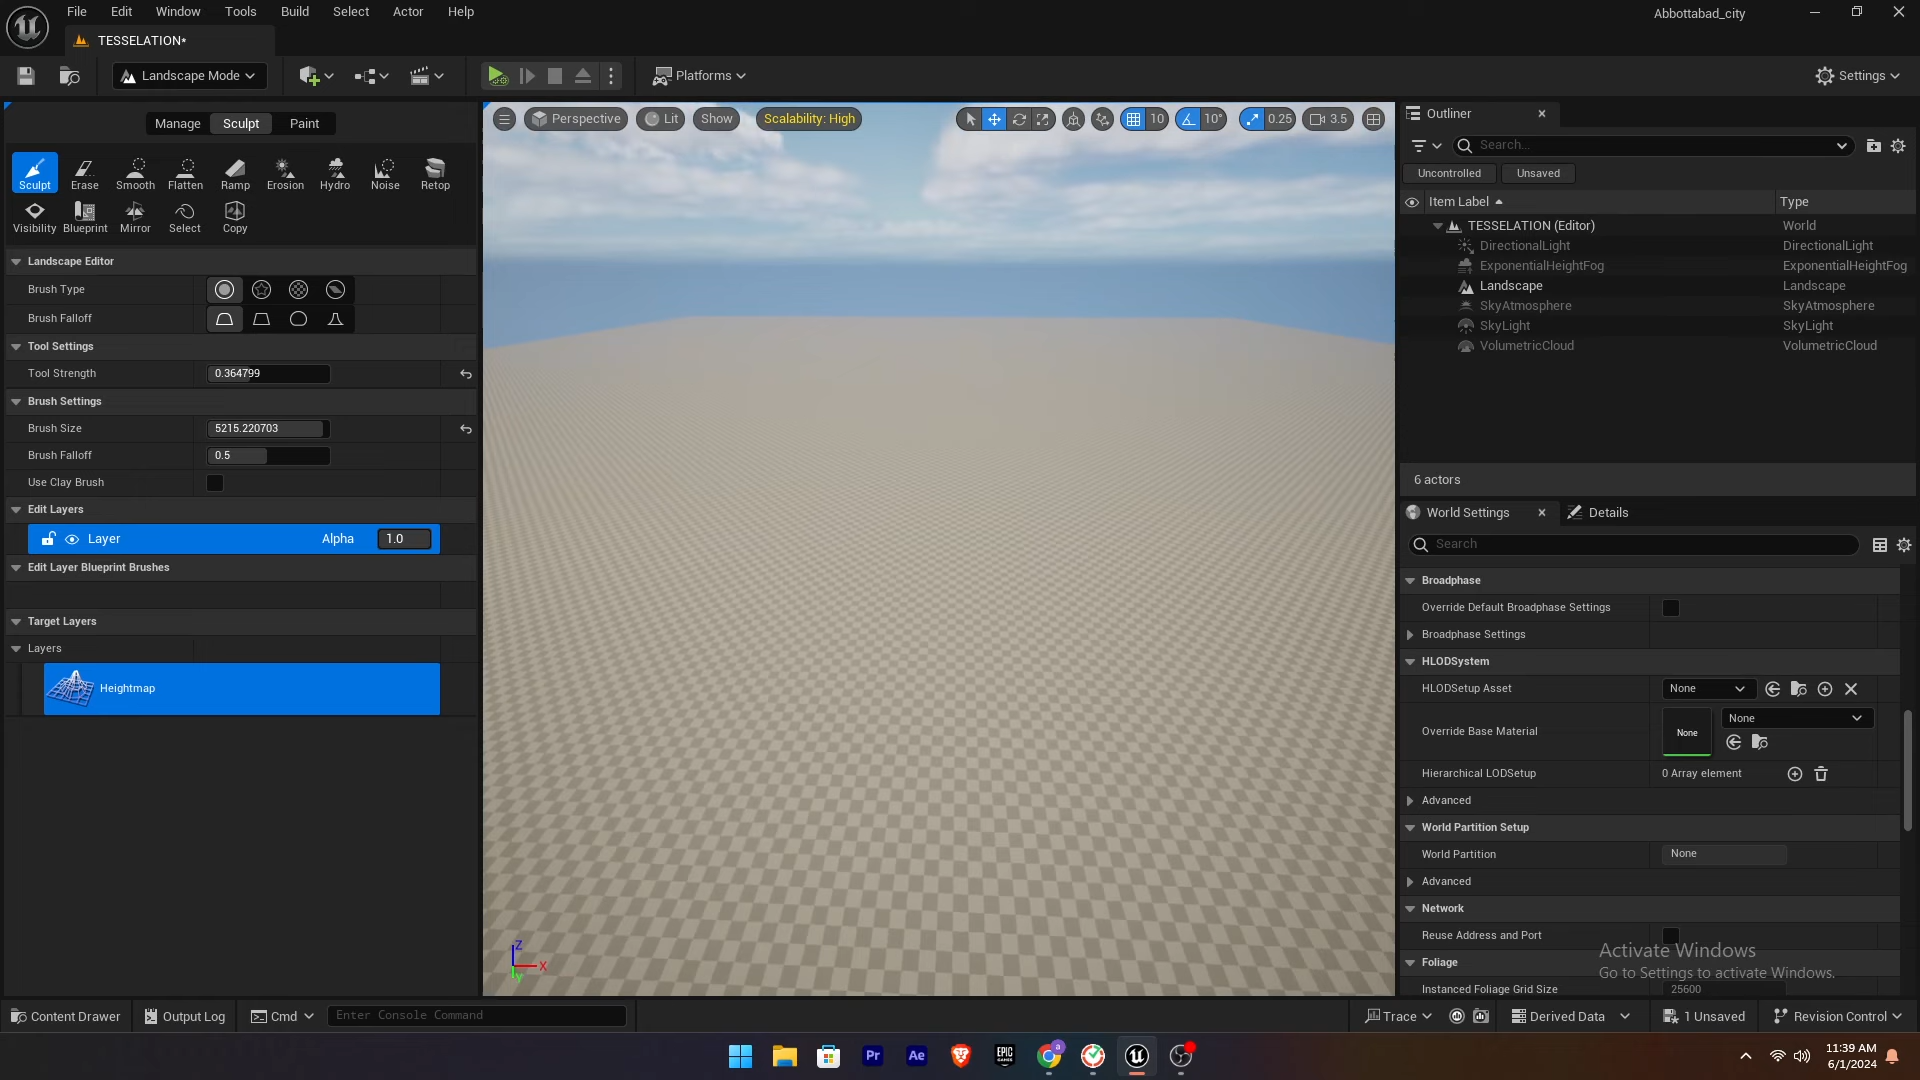 File Edit Window Tools Build Select Actor Help
Abbottabad_city
TESSELATION*
Landscape Mode
Platforms
Settings
Manage Sculpt Paint
Sculpt Erase Smooth Flatten Ramp Erosion Hydro Noise Retop
Visibility Blueprint Mirror Select Copy
Landscape Editor
Brush Type
Brush Falloff
Tool Settings
Tool Strength 0.364799
Brush Settings
Brush Size 5215.220703
Brush Falloff 0.5
Use Clay Brush
Edit Layers
Layer Alpha 1.0
Edit Layer Blueprint Brushes
Target Layers
Layers
Heightmap
Perspective Lit Show Scalability: High 10 10° 0.25 3.5
Z
X
Y
Outliner
Search...
Uncontrolled Unsaved
Item Label Type
TESSELATION (Editor) World
DirectionalLight DirectionalLight
ExponentialHeightFog ExponentialHeightFog
Landscape Landscape
SkyAtmosphere SkyAtmosphere
SkyLight SkyLight
VolumetricCloud VolumetricCloud
6 actors
World Settings Details
Search
Broadphase
Override Default Broadphase Settings
Broadphase Settings
HLODSystem
HLODSetup Asset None
Override Base Material None None
Hierarchical LODSetup 0 Array element
Advanced
World Partition Setup
World Partition None
Advanced
Network
Reuse Address and Port
Foliage
Instanced Foliage Grid Size 25600
Activate Windows
Go to Settings to activate Windows.
Content Drawer Output Log Cmd Enter Console Command
Trace Derived Data 1 Unsaved Revision Control
Pr Ae EPIC GAMES a
11:39 AM
6/1/2024